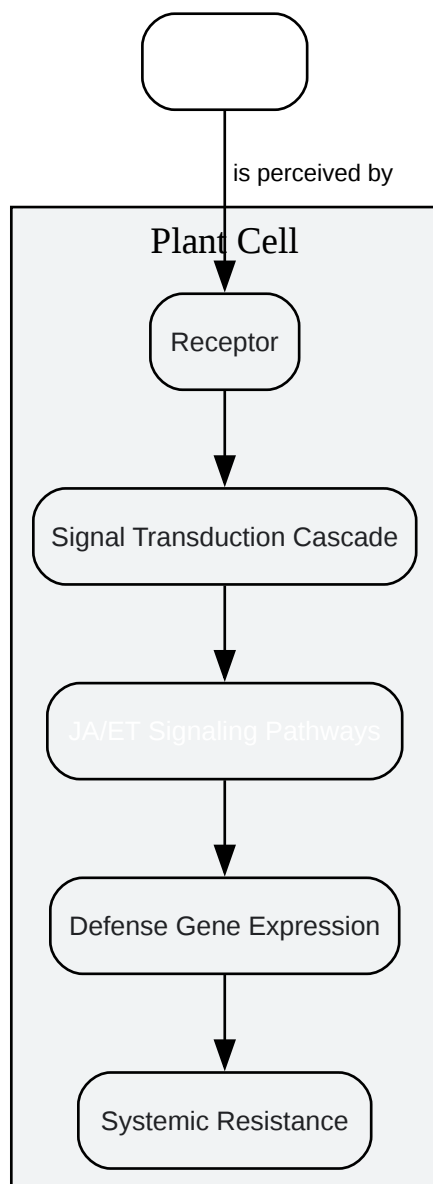 is perceived by
Plant Cell
Receptor
Signal Transduction Cascade
JA/ET Signaling Pathways
Defense Gene Expression
Systemic Resistance